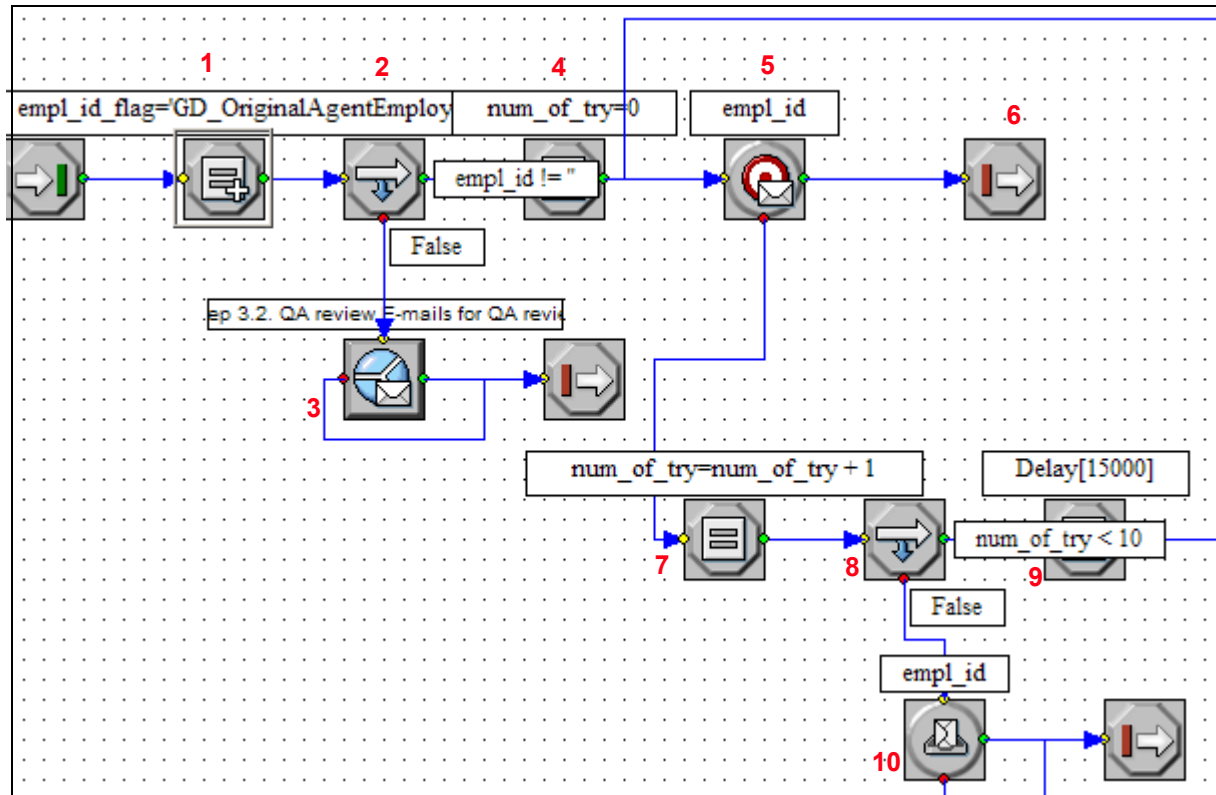 1
2
4
5
6
empl_id_flag='GD_OriginalAgentEmploy
num_of_try=0
empl_id
empl_id != ''
False
ep 3.2. QA review E-mails for QA revie
3
num_of_try=num_of_try + 1
Delay[15000]
num_of_try < 10
7
8
9
False
empl_id
10